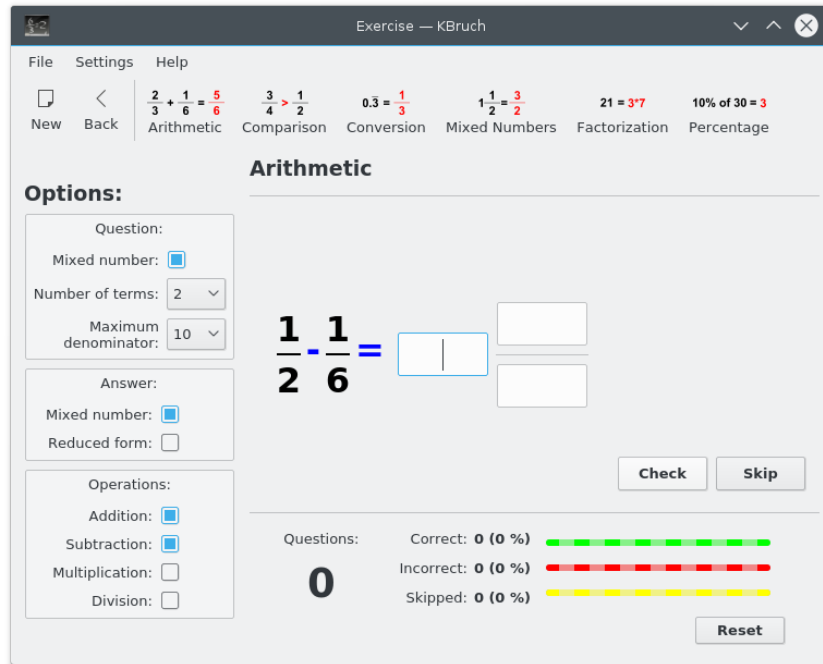 Exercise — KBruch
File Settings Help
New
Back
2/3 + 1/6 = 5/6
Arithmetic
3/4 > 1/2
Comparison
0.3̅ = 1/3
Conversion
1 1/2 = 3/2
Mixed Numbers
21 = 3*7
Factorization
10% of 30 = 3
Percentage
Options:
Question:
Mixed number:
Number of terms: 2
Maximum
denominator: 10
Answer:
Mixed number:
Reduced form:
Operations:
Addition:
Subtraction:
Multiplication:
Division:
Arithmetic
1/2 - 1/6 =
Check Skip
Questions:
0
Correct: 0 (0 %)
Incorrect: 0 (0 %)
Skipped: 0 (0 %)
Reset